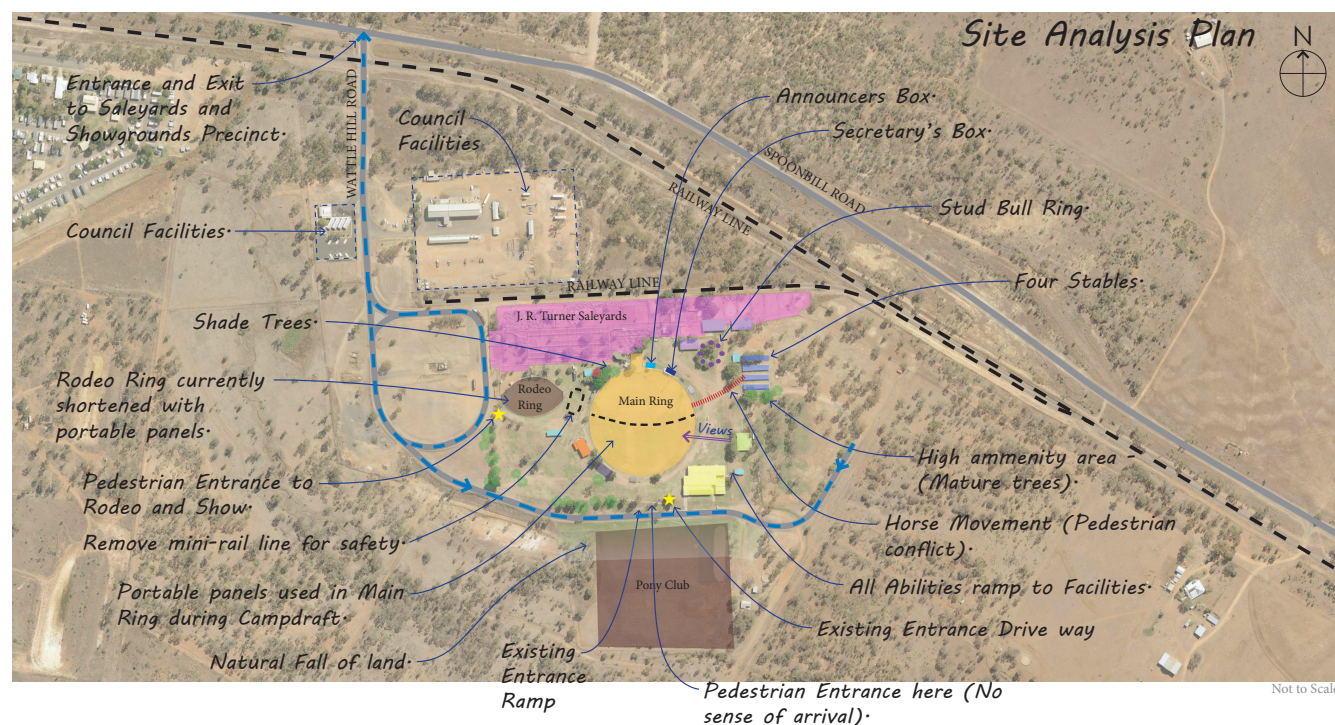 Site Analysis Plan
N
Entrance and Exit
to Saleyards and
Showgrounds Precinct.
WATTLE HILL ROAD
Council
Facilities
Announcers Box.
Secretary's Box.
SPOONBILL ROAD
RAILWAY LINE
Stud Bull Ring.
Council Facilities.
Four Stables.
RAILWAY LINE
J. R. Turner Saleyards
Shade Trees.
Rodeo Ring currently
shortened with
portable panels.
Rodeo
Ring
Main Ring
Views
High ammenity area -
(Mature trees).
Pedestrian Entrance to
Rodeo and Show.
Horse Movement (Pedestrian
conflict).
Remove mini-rail line for safety.
Portable panels used in Main
Ring during Campdraft.
Pony Club
All Abilities ramp to Facilities.
Existing Entrance Drive way
Natural Fall of land.
Existing
Entrance
Ramp
Pedestrian Entrance here (No
sense of arrival).
Not to Scale